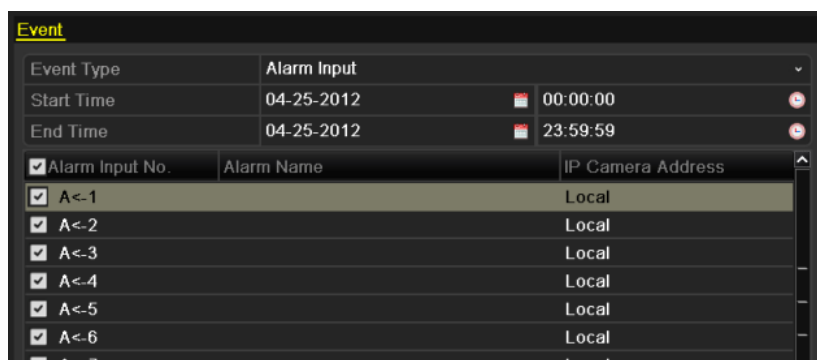 Event
Event Type Alarm Input
Start Time 04-25-2012 00:00:00
End Time 04-25-2012 23:59:59
Alarm Input No. Alarm Name IP Camera Address
A<-1 Local
A<-2 Local
A<-3 Local
A<-4 Local
A<-5 Local
A<-6 Local